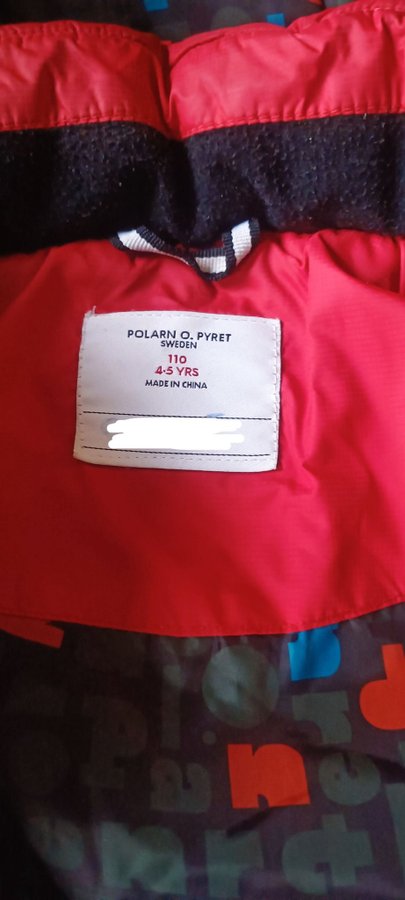 POLARN O. PYRET
SWEDEN
110
4-5 YRS
MADE IN CHINA